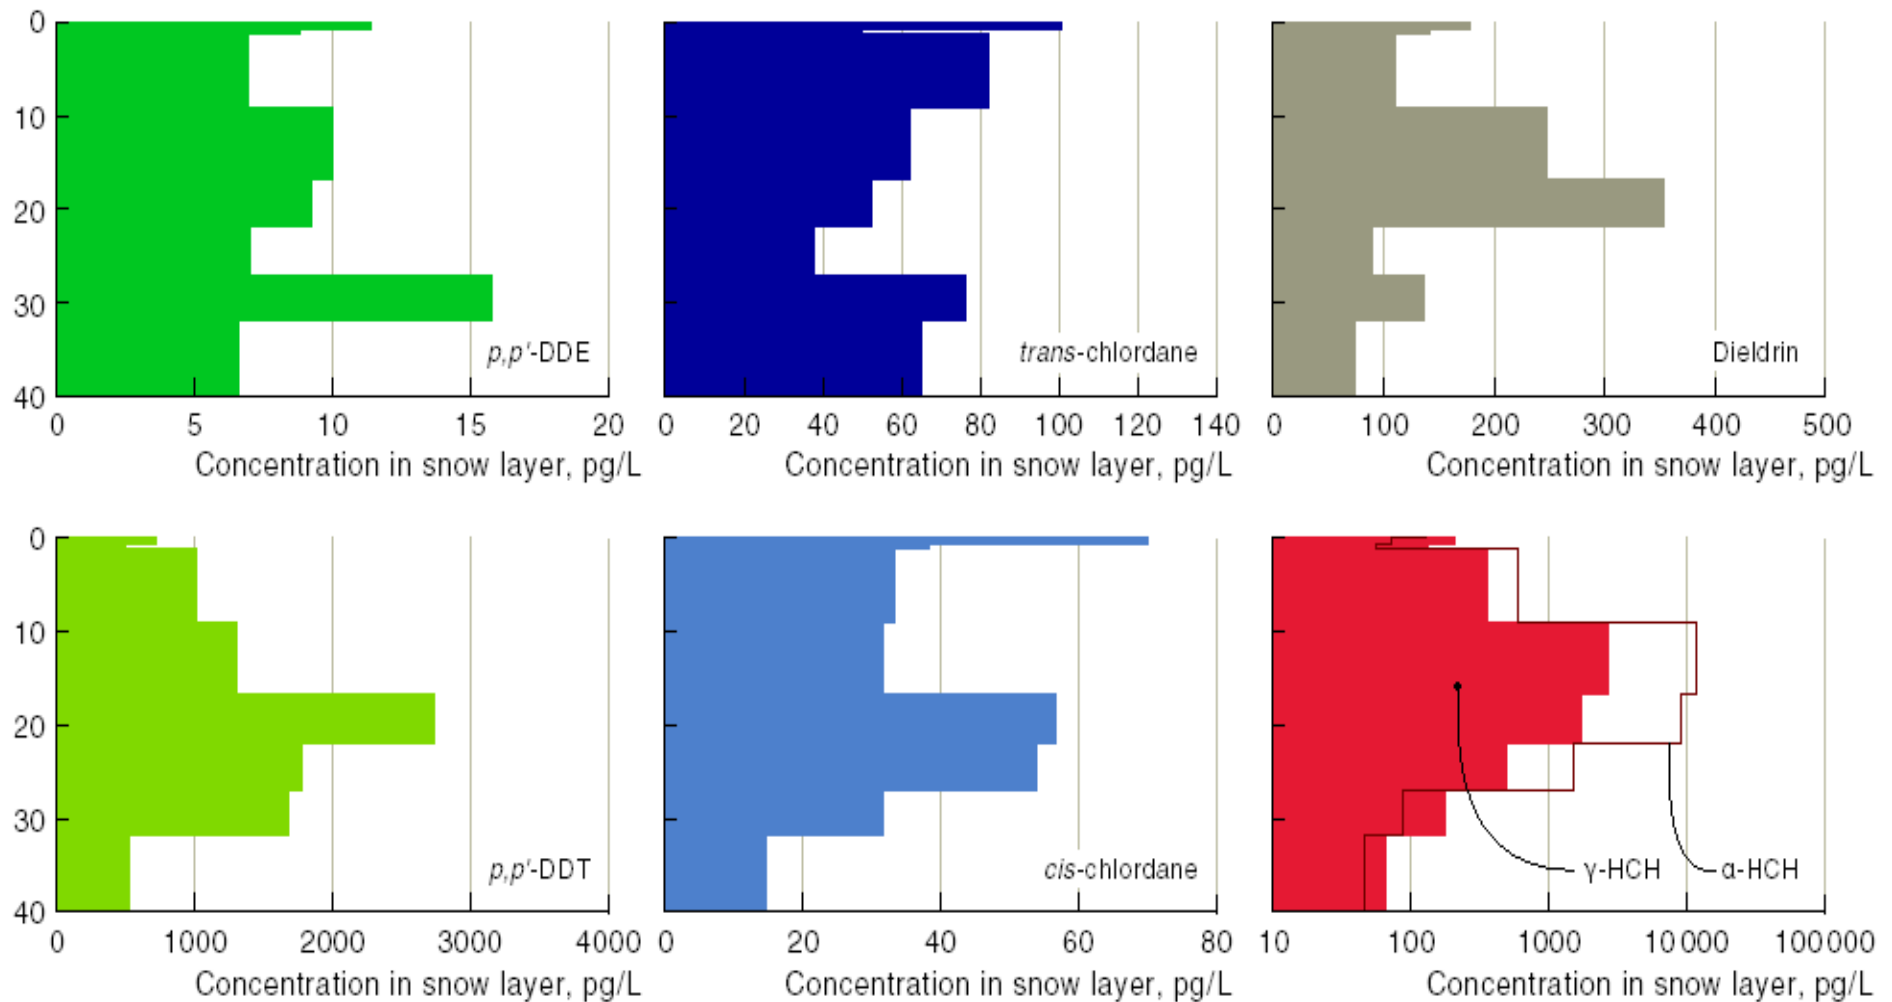 0
10
20
30
40
p,p'-DDE
0 5 10 15 20
Concentration in snow layer, pg/L
trans-chlordane
0 20 40 60 80 100 120 140
Concentration in snow layer, pg/L
Dieldrin
0 100 200 300 400 500
Concentration in snow layer, pg/L
0
10
20
30
40
p,p'-DDT
0 1000 2000 3000 4000
Concentration in snow layer, pg/L
cis-chlordane
0 20 40 60 80
Concentration in snow layer, pg/L
γ-HCH α-HCH
10 100 1000 10 000 100 000
Concentration in snow layer, pg/L